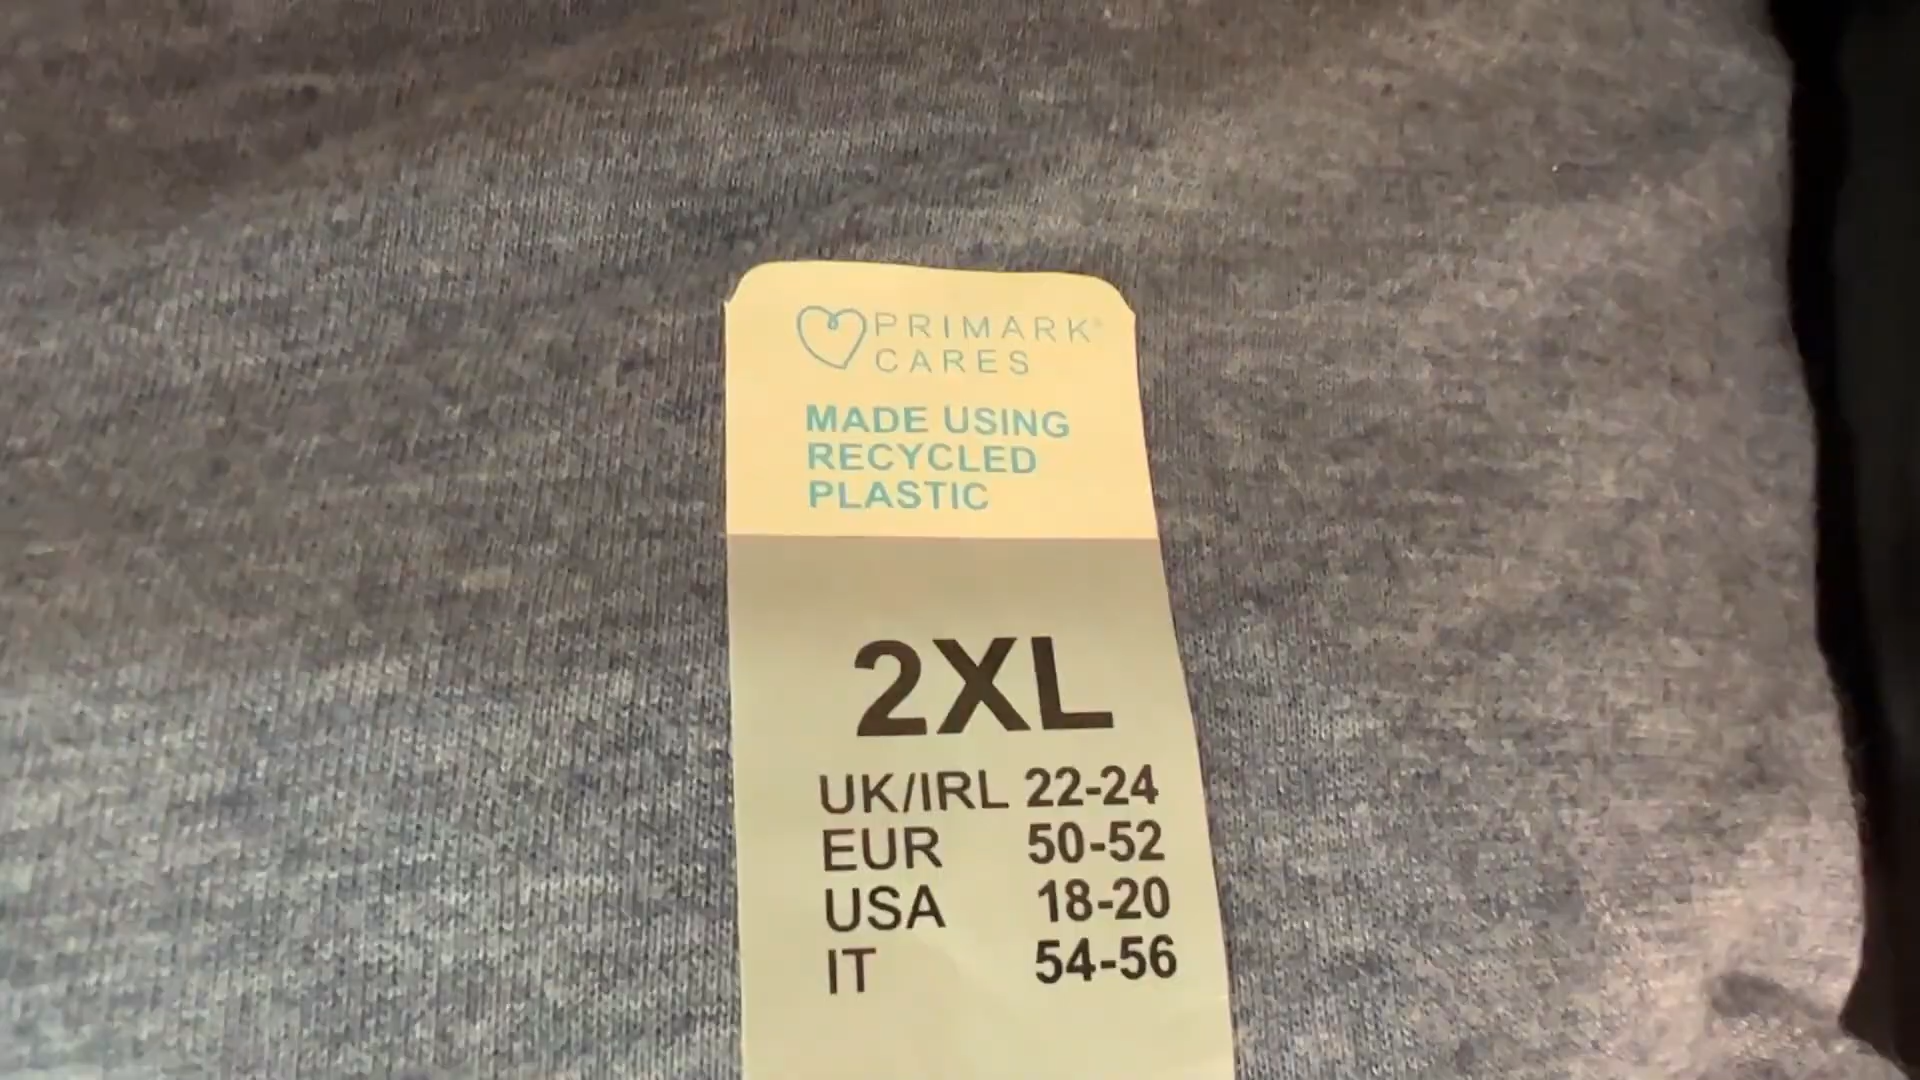 PRIMARK®
CARES
MADE USING
RECYCLED
PLASTIC
2XL
UK/IRL 22-24
EUR 50-52
USA 18-20
IT 54-56